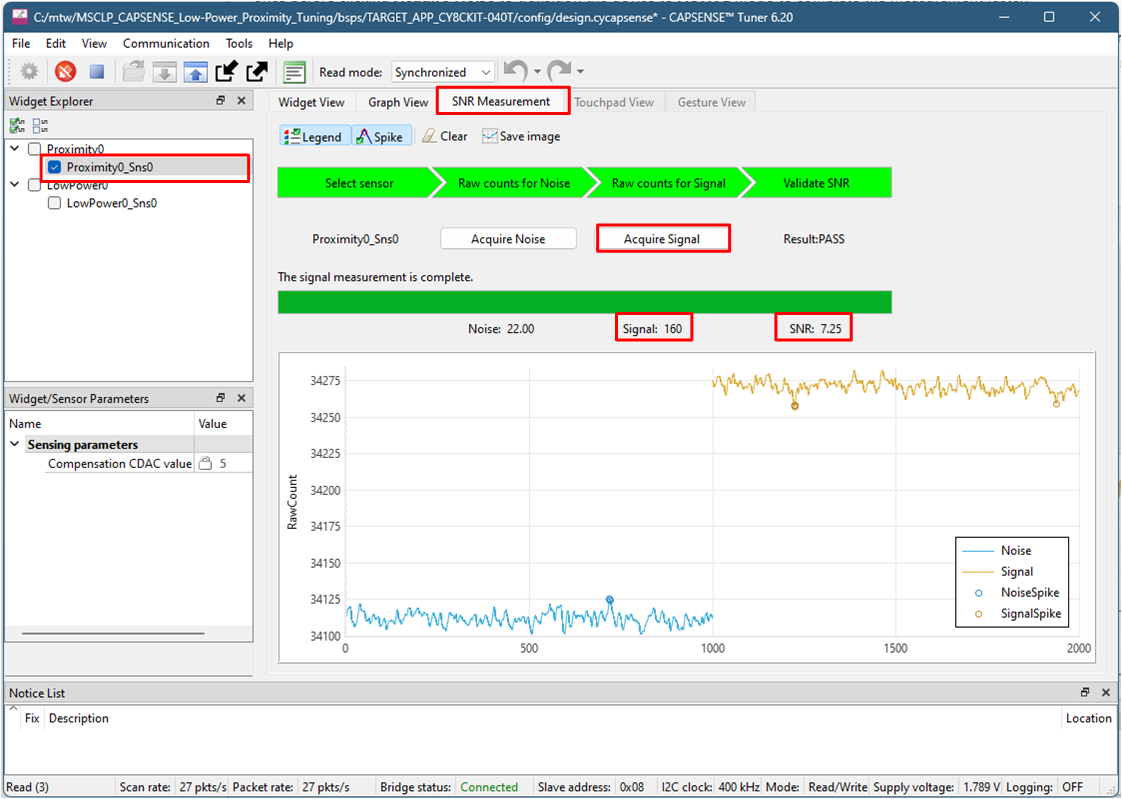 C:/mtw/MSCLP_CAPSENSE_Low-Power_Proximity_Tuning/bsps/TARGET_APP_CY8CKIT-040T/config/design.cycapsense* - CAPSENSE™ Tuner 6.20
File Edit View Communication Tools Help
Read mode: Synchronized
Widget Explorer
Proximity0
Proximity0_Sns0
LowPower0
LowPower0_Sns0
Widget/Sensor Parameters
Name Value
Sensing parameters
Compensation CDAC value 5
Widget View Graph View SNR Measurement Touchpad View Gesture View
Legend Spike Clear Save image
Select sensor Raw counts for Noise Raw counts for Signal Validate SNR
Proximity0_Sns0 Acquire Noise Acquire Signal Result:PASS
The signal measurement is complete.
Noise: 22.00 Signal: 160 SNR: 7.25
RawCount
34275
34250
34225
34200
34175
34150
34125
34100
0 500 1000 1500 2000
Noise
Signal
NoiseSpike
SignalSpike
Notice List
Fix Description Location
Read (3) Scan rate: 27 pkts/s Packet rate: 27 pkts/s Bridge status: Connected Slave address: 0x08 I2C clock: 400 kHz Mode: Read/Write Supply voltage: 1.789 V Logging: OFF